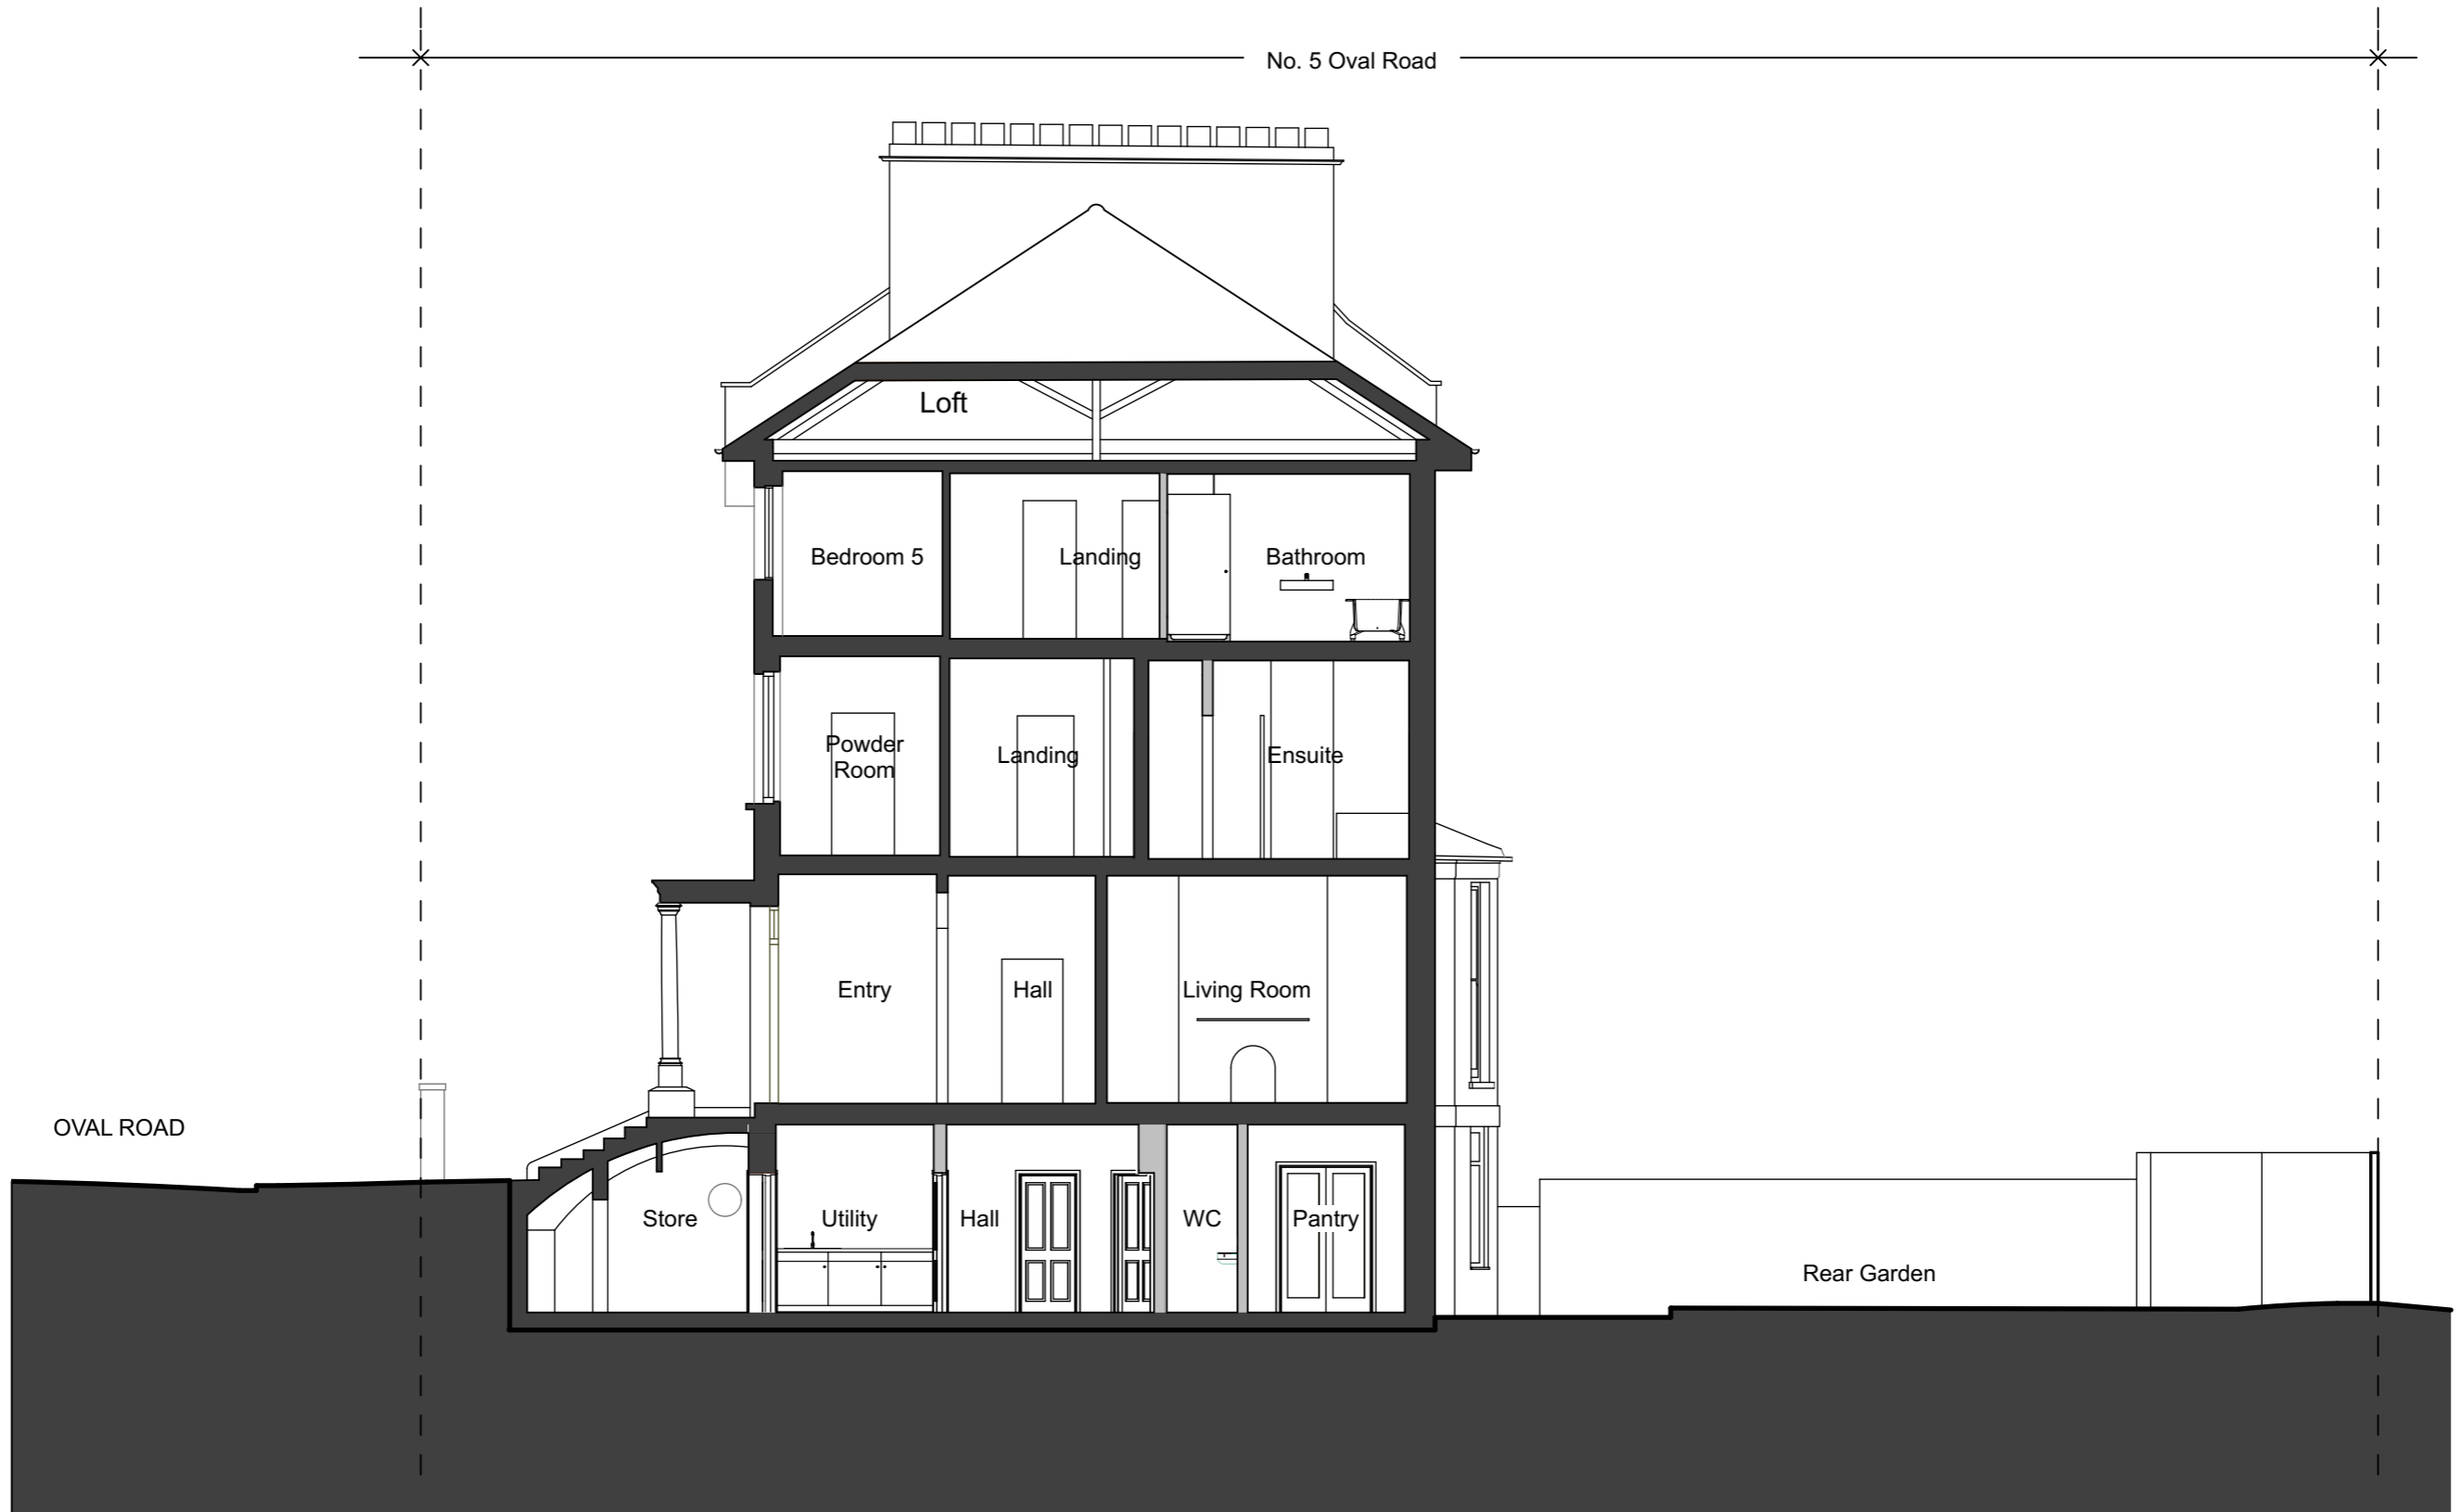 No. 5 Oval Road
Loft
Bedroom 5
Landing
Bathroom
Powder
Room
Landing
Ensuite
Entry
Hall
Living Room
OVAL ROAD
Store
Utility
Hall
WC
Pantry
Rear Garden